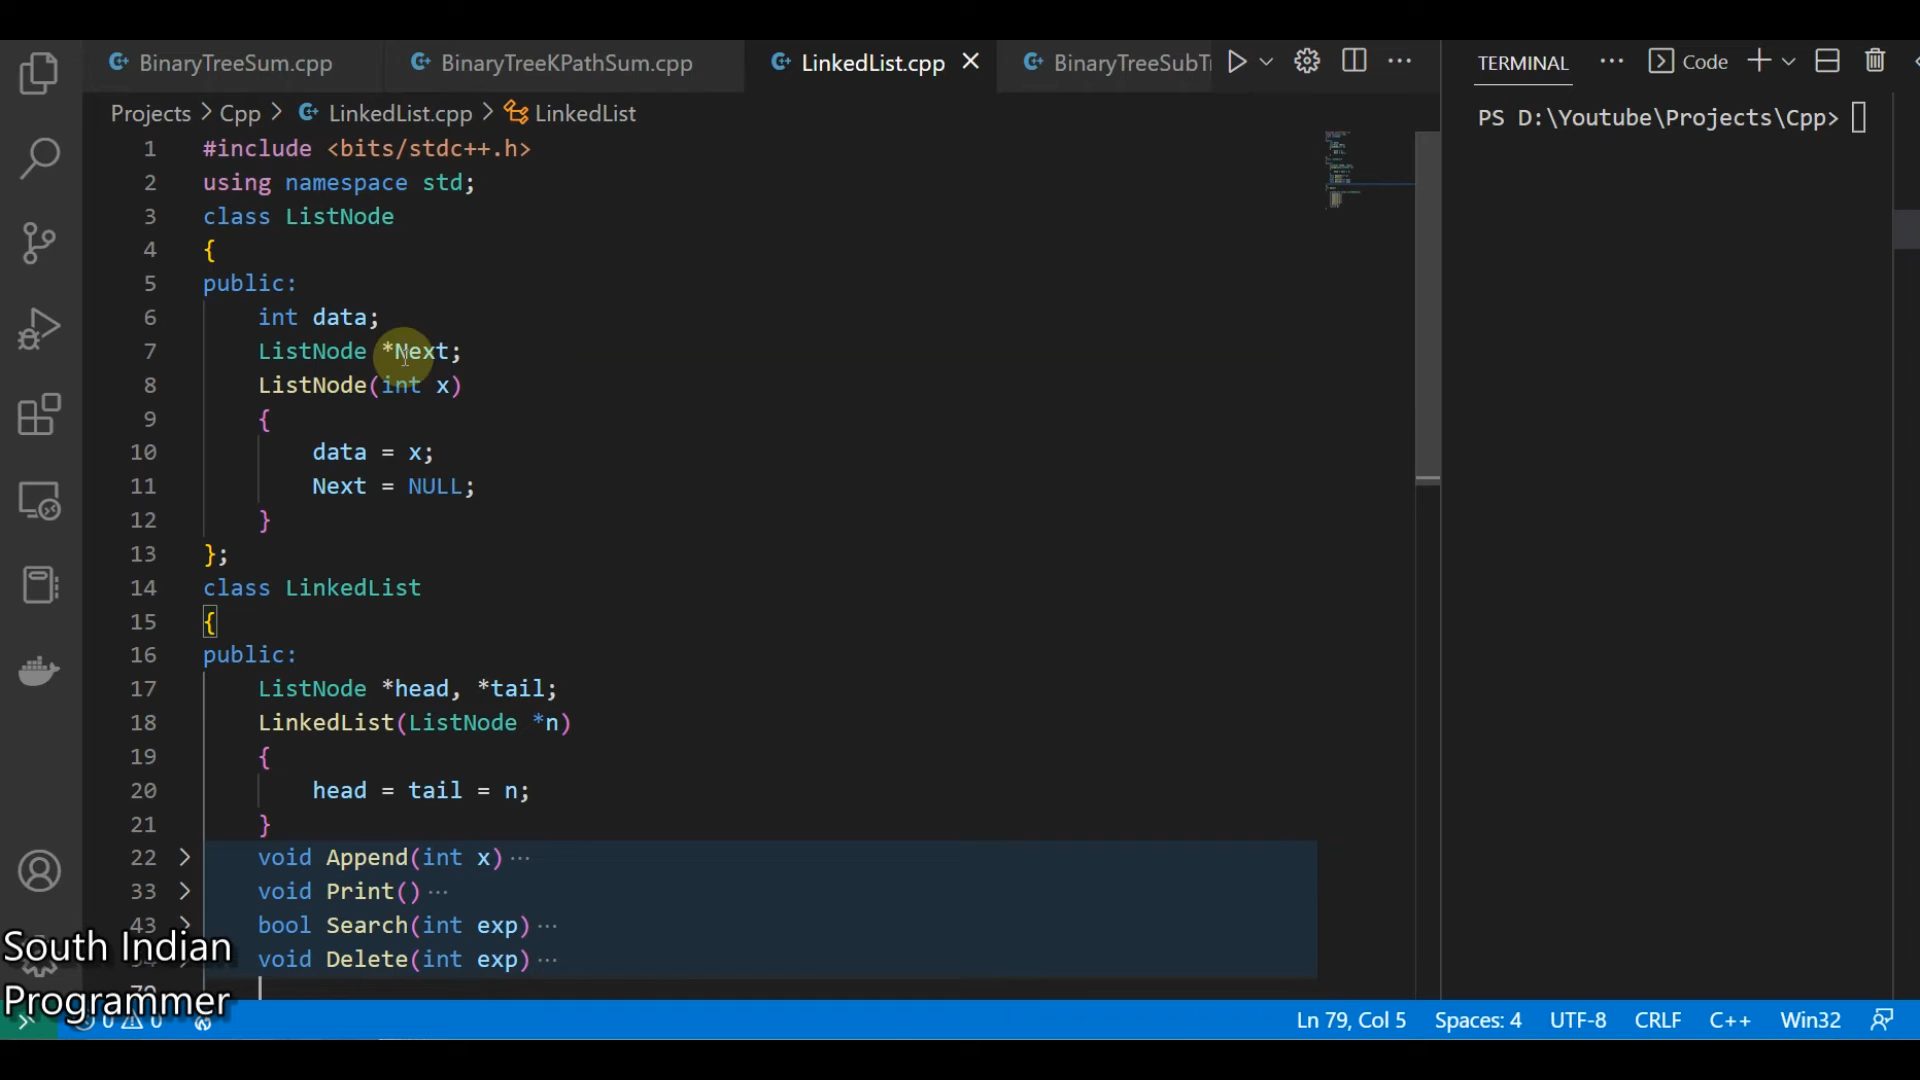 BinaryTreeSum.cpp BinaryTreeKPathSum.cpp LinkedList.cpp BinaryTreeSubT TERMINAL Code
Projects > Cpp > LinkedList.cpp > LinkedList
PS D:\Youtube\Projects\Cpp>
1 #include <bits/stdc++.h>
2 using namespace std;
3 class ListNode
4 {
5 public:
6 int data;
7 ListNode *Next;
8 ListNode(int x)
9 {
10 data = x;
11 Next = NULL;
12 }
13 };
14 class LinkedList
15 {
16 public:
17 ListNode *head, *tail;
18 LinkedList(ListNode *n)
19 {
20 head = tail = n;
21 }
22 void Append(int x) ...
33 void Print() ...
43 bool Search(int exp) ...
void Delete(int exp) ...
South Indian
Programmer
0 0 Ln 79, Col 5 Spaces: 4 UTF-8 CRLF C++ Win32